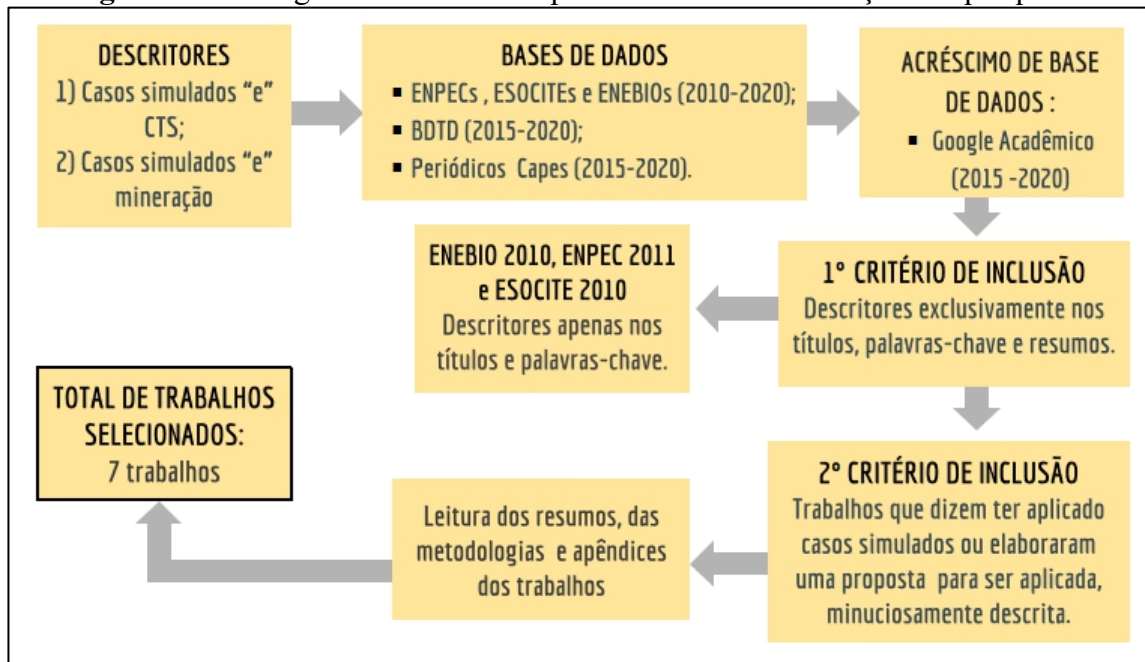 DESCRITORES
1) Casos simulados “e”
CTS;
2) Casos simulados “e”
mineração
BASES DE DADOS
▪ ENPECs , ESOCITEs e ENEBIOs (2010-2020);
▪ BDTD (2015-2020);
▪ Periódicos Capes (2015-2020).
ACRÉSCIMO DE BASE
DE DADOS :
▪ Google Acadêmico
(2015 -2020)
1° CRITÉRIO DE INCLUSÃO
Descritores exclusivamente nos
títulos, palavras-chave e resumos.
ENEBIO 2010, ENPEC 2011
e ESOCITE 2010
Descritores apenas nos
títulos e palavras-chave.
2° CRITÉRIO DE INCLUSÃO
Trabalhos que dizem ter aplicado
casos simulados ou elaboraram
uma proposta para ser aplicada,
minuciosamente descrita.
Leitura dos resumos, das
metodologias e apêndices
dos trabalhos
TOTAL DE TRABALHOS
SELECIONADOS:
7 trabalhos